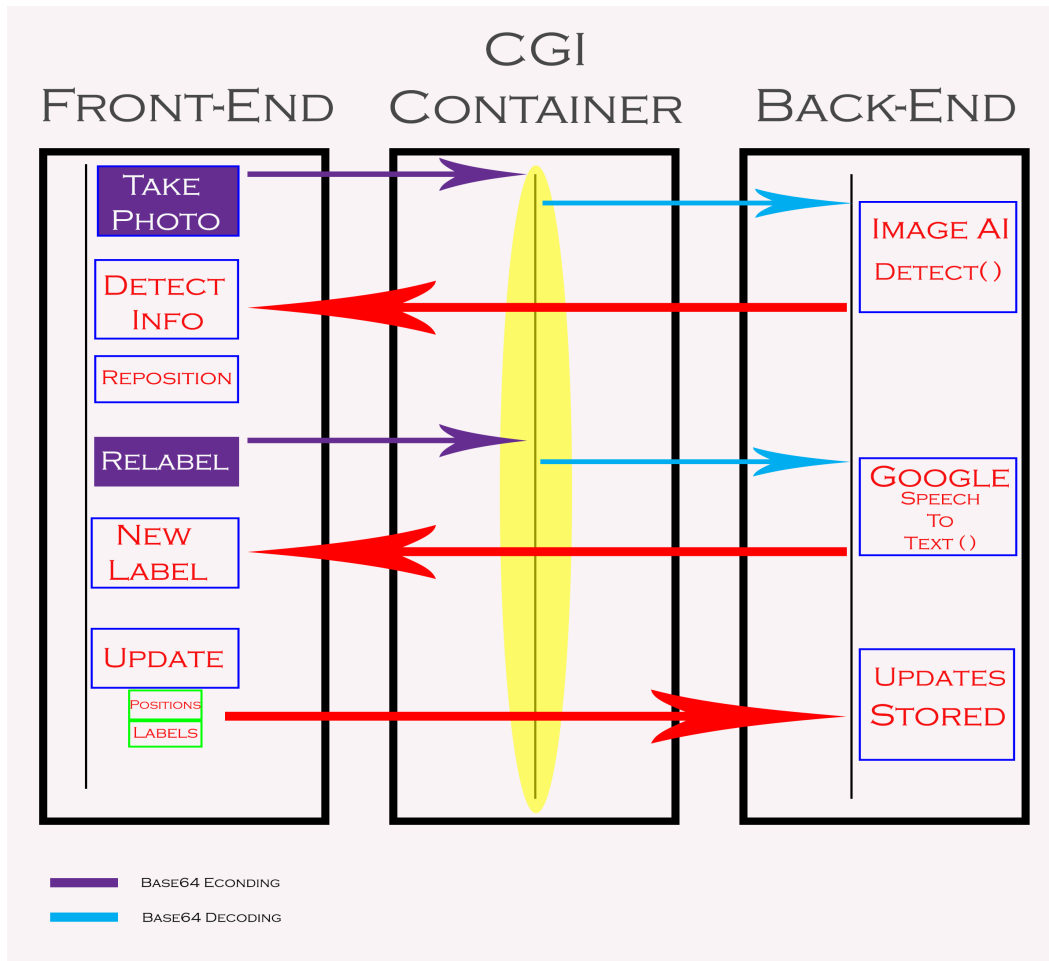 CGI
Front-End
Container
Back-End
Take
Photo
Image AI
Detect()
Detect
Info
Reposition
Relabel
Google
Speech
To
Text ()
New
Label
Update
Positions
Labels
Updates
Stored
Base64 Econding
Base64 Decoding